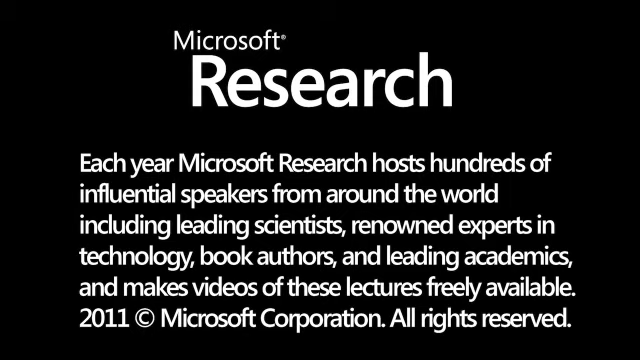 Microsoft®
Research
Each year Microsoft Research hosts hundreds of
influential speakers from around the world
including leading scientists, renowned experts in
technology, book authors, and leading academics,
and makes videos of these lectures freely available.
2011 © Microsoft Corporation. All rights reserved.